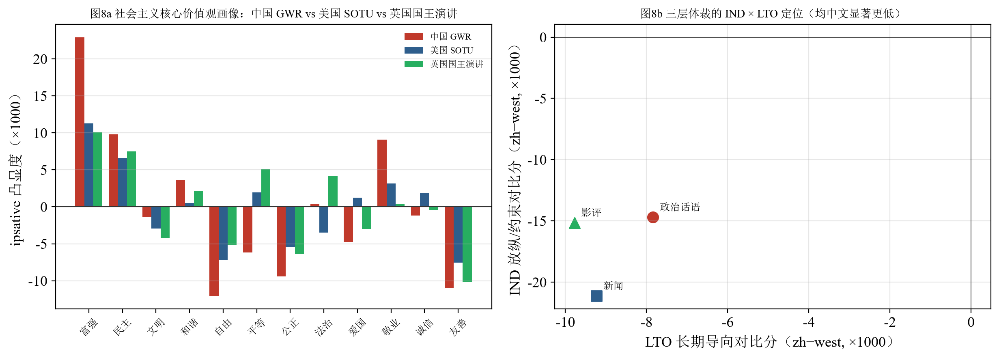 图8a 社会主义核心价值观画像：中国 GWR vs 美国 SOTU vs 英国国王演讲
中国 GWR
美国 SOTU
英国国王演讲
ipsative 凸显度（×1000）
20
15
10
5
0
-5
-10
富强
民主
文明
和谐
自由
平等
公正
法治
爱国
敬业
诚信
友善
图8b 三层体裁的 IND × LTO 定位（均中文显著更低）
IND 放纵/约束对比分（zh−west, ×1000）
0
-5
-10
-15
-20
影评
政治话语
新闻
-10
-8
-6
-4
-2
0
LTO 长期导向对比分（zh−west, ×1000）